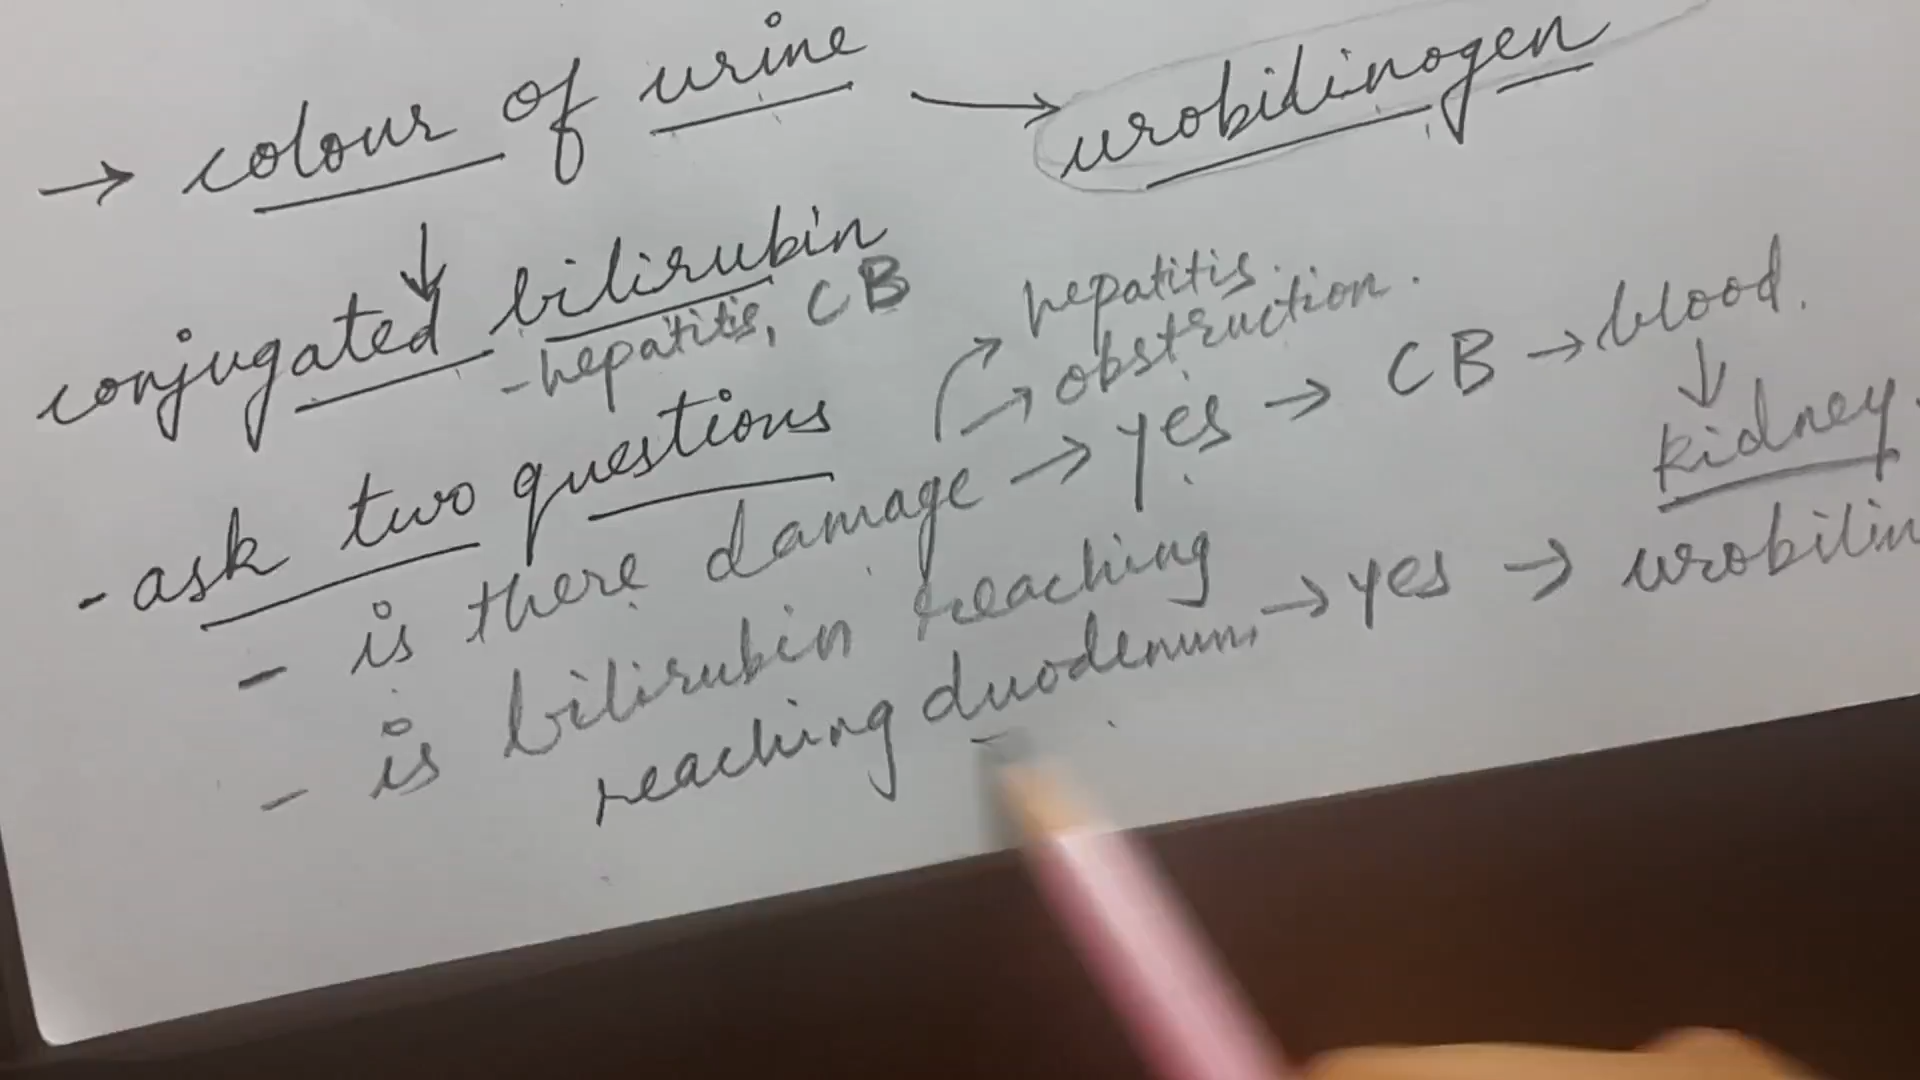 → colour of urine → urobilinogen
↓
conjugated bilirubin
- hepatitis, CB
- ask two questions
→ hepatitis.
→ obstruction.
- is there damage → yes → CB → blood.
↓
kidney.
- is bilirubin reaching
reaching duodenum → yes → urobilin